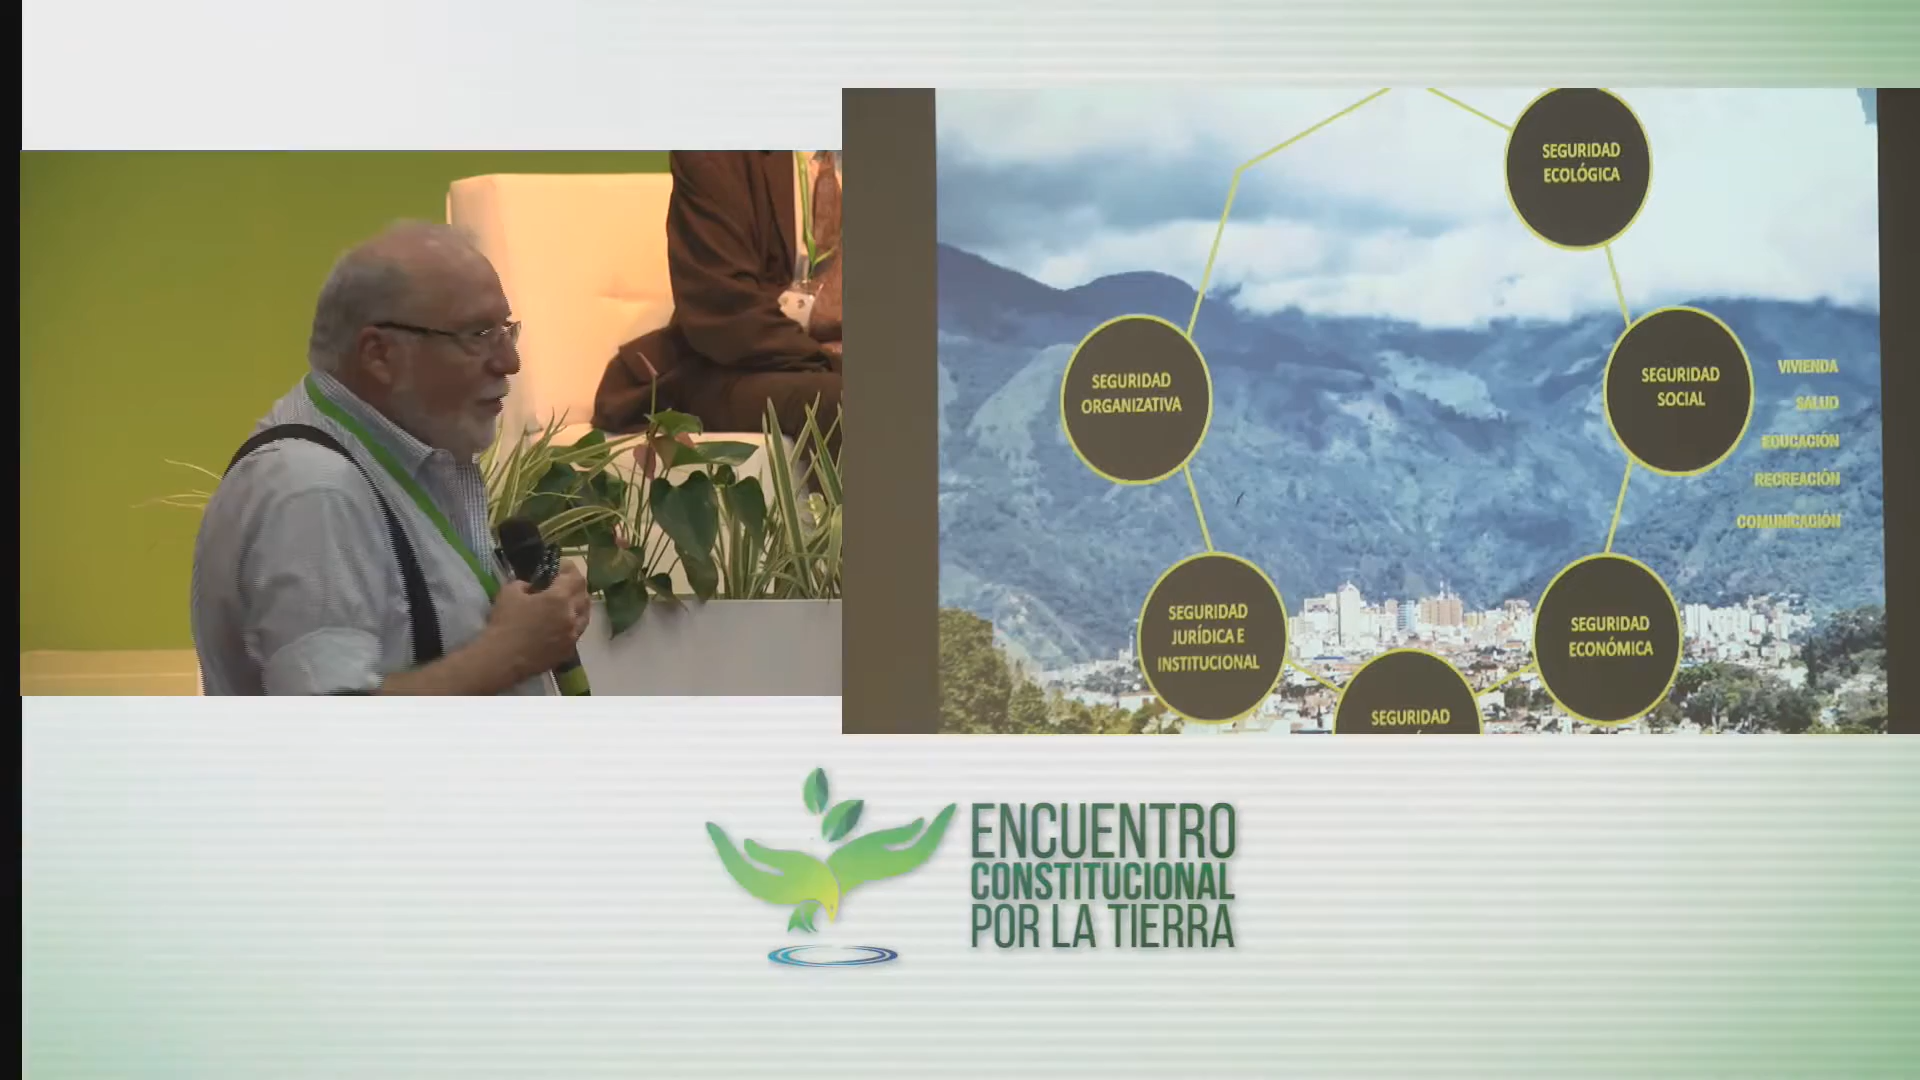 SEGURIDAD
ECOLÓGICA
SEGURIDAD
ORGANIZATIVA
SEGURIDAD
SOCIAL
VIVIENDA
SALUD
EDUCACIÓN
RECREACIÓN
COMUNICACIÓN
SEGURIDAD
JURÍDICA E
INSTITUCIONAL
SEGURIDAD
ECONÓMICA
SEGURIDAD
ENCUENTRO
CONSTITUCIONAL
POR LA TIERRA